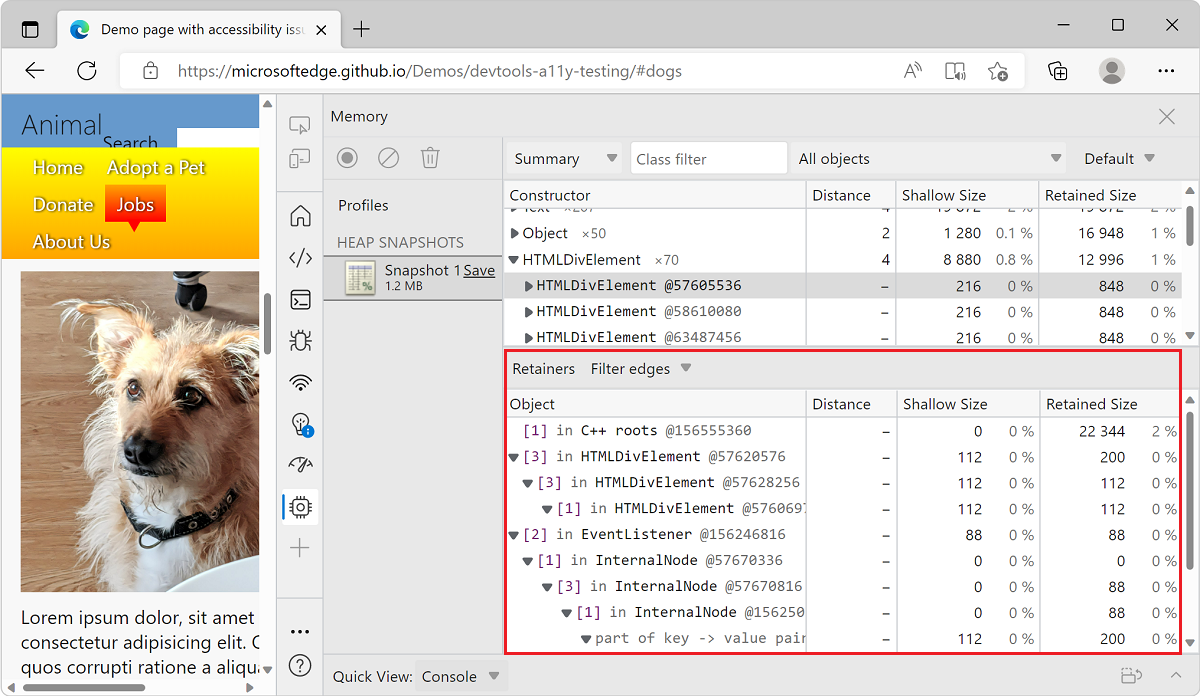 Demo page with accessibility iss
https://microsoftedge.github.io/Demos/devtools-a11y-testing/#dogs
Animal
Search
Home Adopt a Pet
Donate Jobs
About Us
Lorem ipsum dolor, sit amet
consectetur adipisicing elit. C
quos corrupti ratione a aliqua
Memory
Profiles
HEAP SNAPSHOTS
Snapshot 1 Save
1.2 MB
Summary Class filter All objects Default
Constructor Distance Shallow Size Retained Size
Object ×50 2 1 280 0.1 % 16 948 1 %
HTMLDivElement ×70 4 8 880 0.8 % 12 996 1 %
HTMLDivElement @57605536 – 216 0 % 848 0 %
HTMLDivElement @58610080 – 216 0 % 848 0 %
HTMLDivElement @63487456 – 216 0 % 848 0 %
Retainers Filter edges
Object Distance Shallow Size Retained Size
[1] in C++ roots @156555360 – 0 0 % 22 344 2 %
[3] in HTMLDivElement @57620576 – 112 0 % 200 0 %
[3] in HTMLDivElement @57628256 – 112 0 % 112 0 %
[1] in HTMLDivElement @5760697 – 112 0 % 112 0 %
[2] in EventListener @156246816 – 88 0 % 88 0 %
[1] in InternalNode @57670336 – 0 0 % 0 0 %
[3] in InternalNode @57670816 – 0 0 % 88 0 %
[1] in InternalNode @156250 – 0 0 % 88 0 %
part of key -> value pair – 112 0 % 200 0 %
Quick View: Console